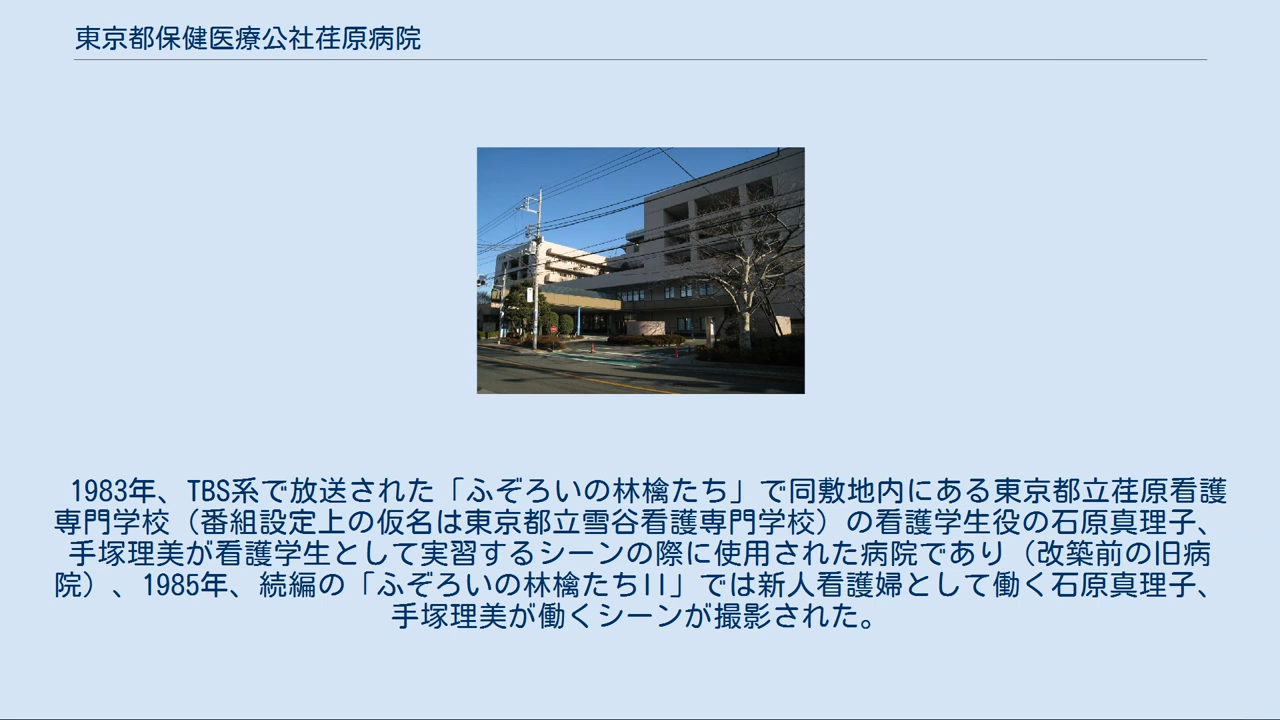 東京都保健医療公社荏原病院
1983年、TBS系で放送された「ふぞろいの林檎たち」で同敷地内にある東京都立荏原看護
専門学校（番組設定上の仮名は東京都立雪谷看護専門学校）の看護学生役の石原真理子、
手塚理美が看護学生として実習するシーンの際に使用された病院であり（改築前の旧病
院）、1985年、続編の「ふぞろいの林檎たちII」では新人看護婦として働く石原真理子、
手塚理美が働くシーンが撮影された。